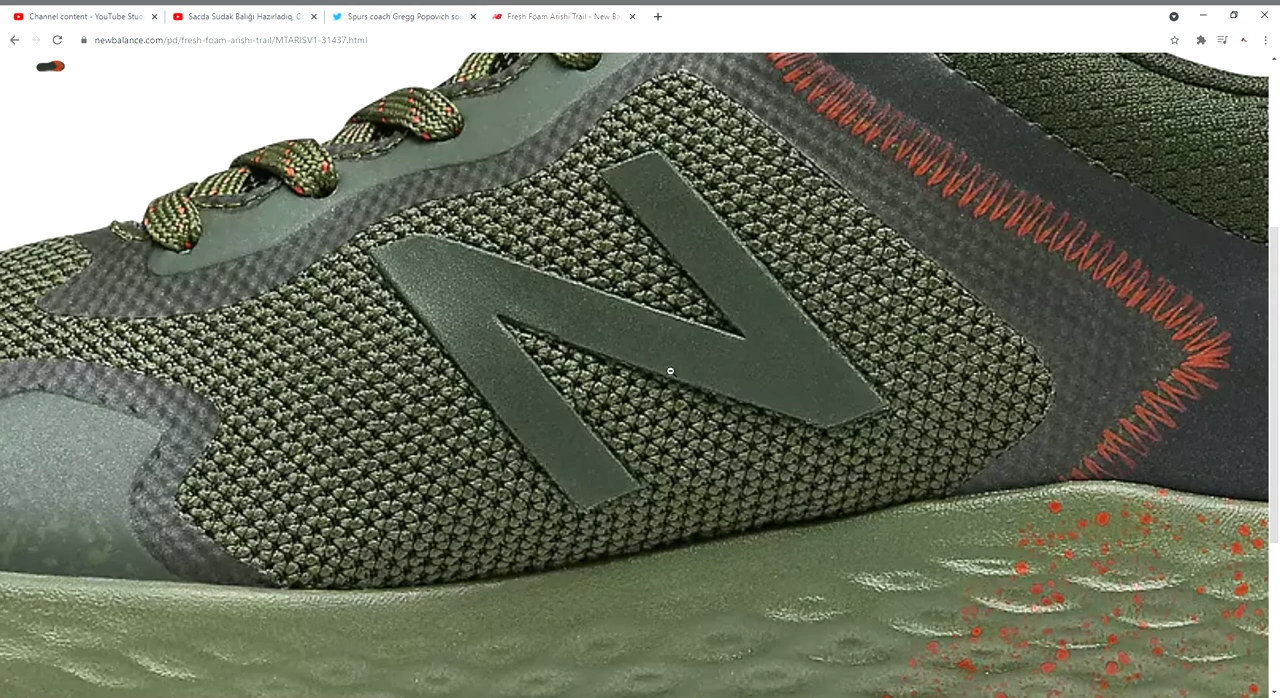 Channel content - YouTube Stud
Sacda Sudak Balığı Hazırladıq, Co
Spurs coach Gregg Popovich sou
Fresh Foam Arishi Trail - New Ba
newbalance.com/pd/fresh-foam-arishi-trail/MTARISV1-31437.html
N